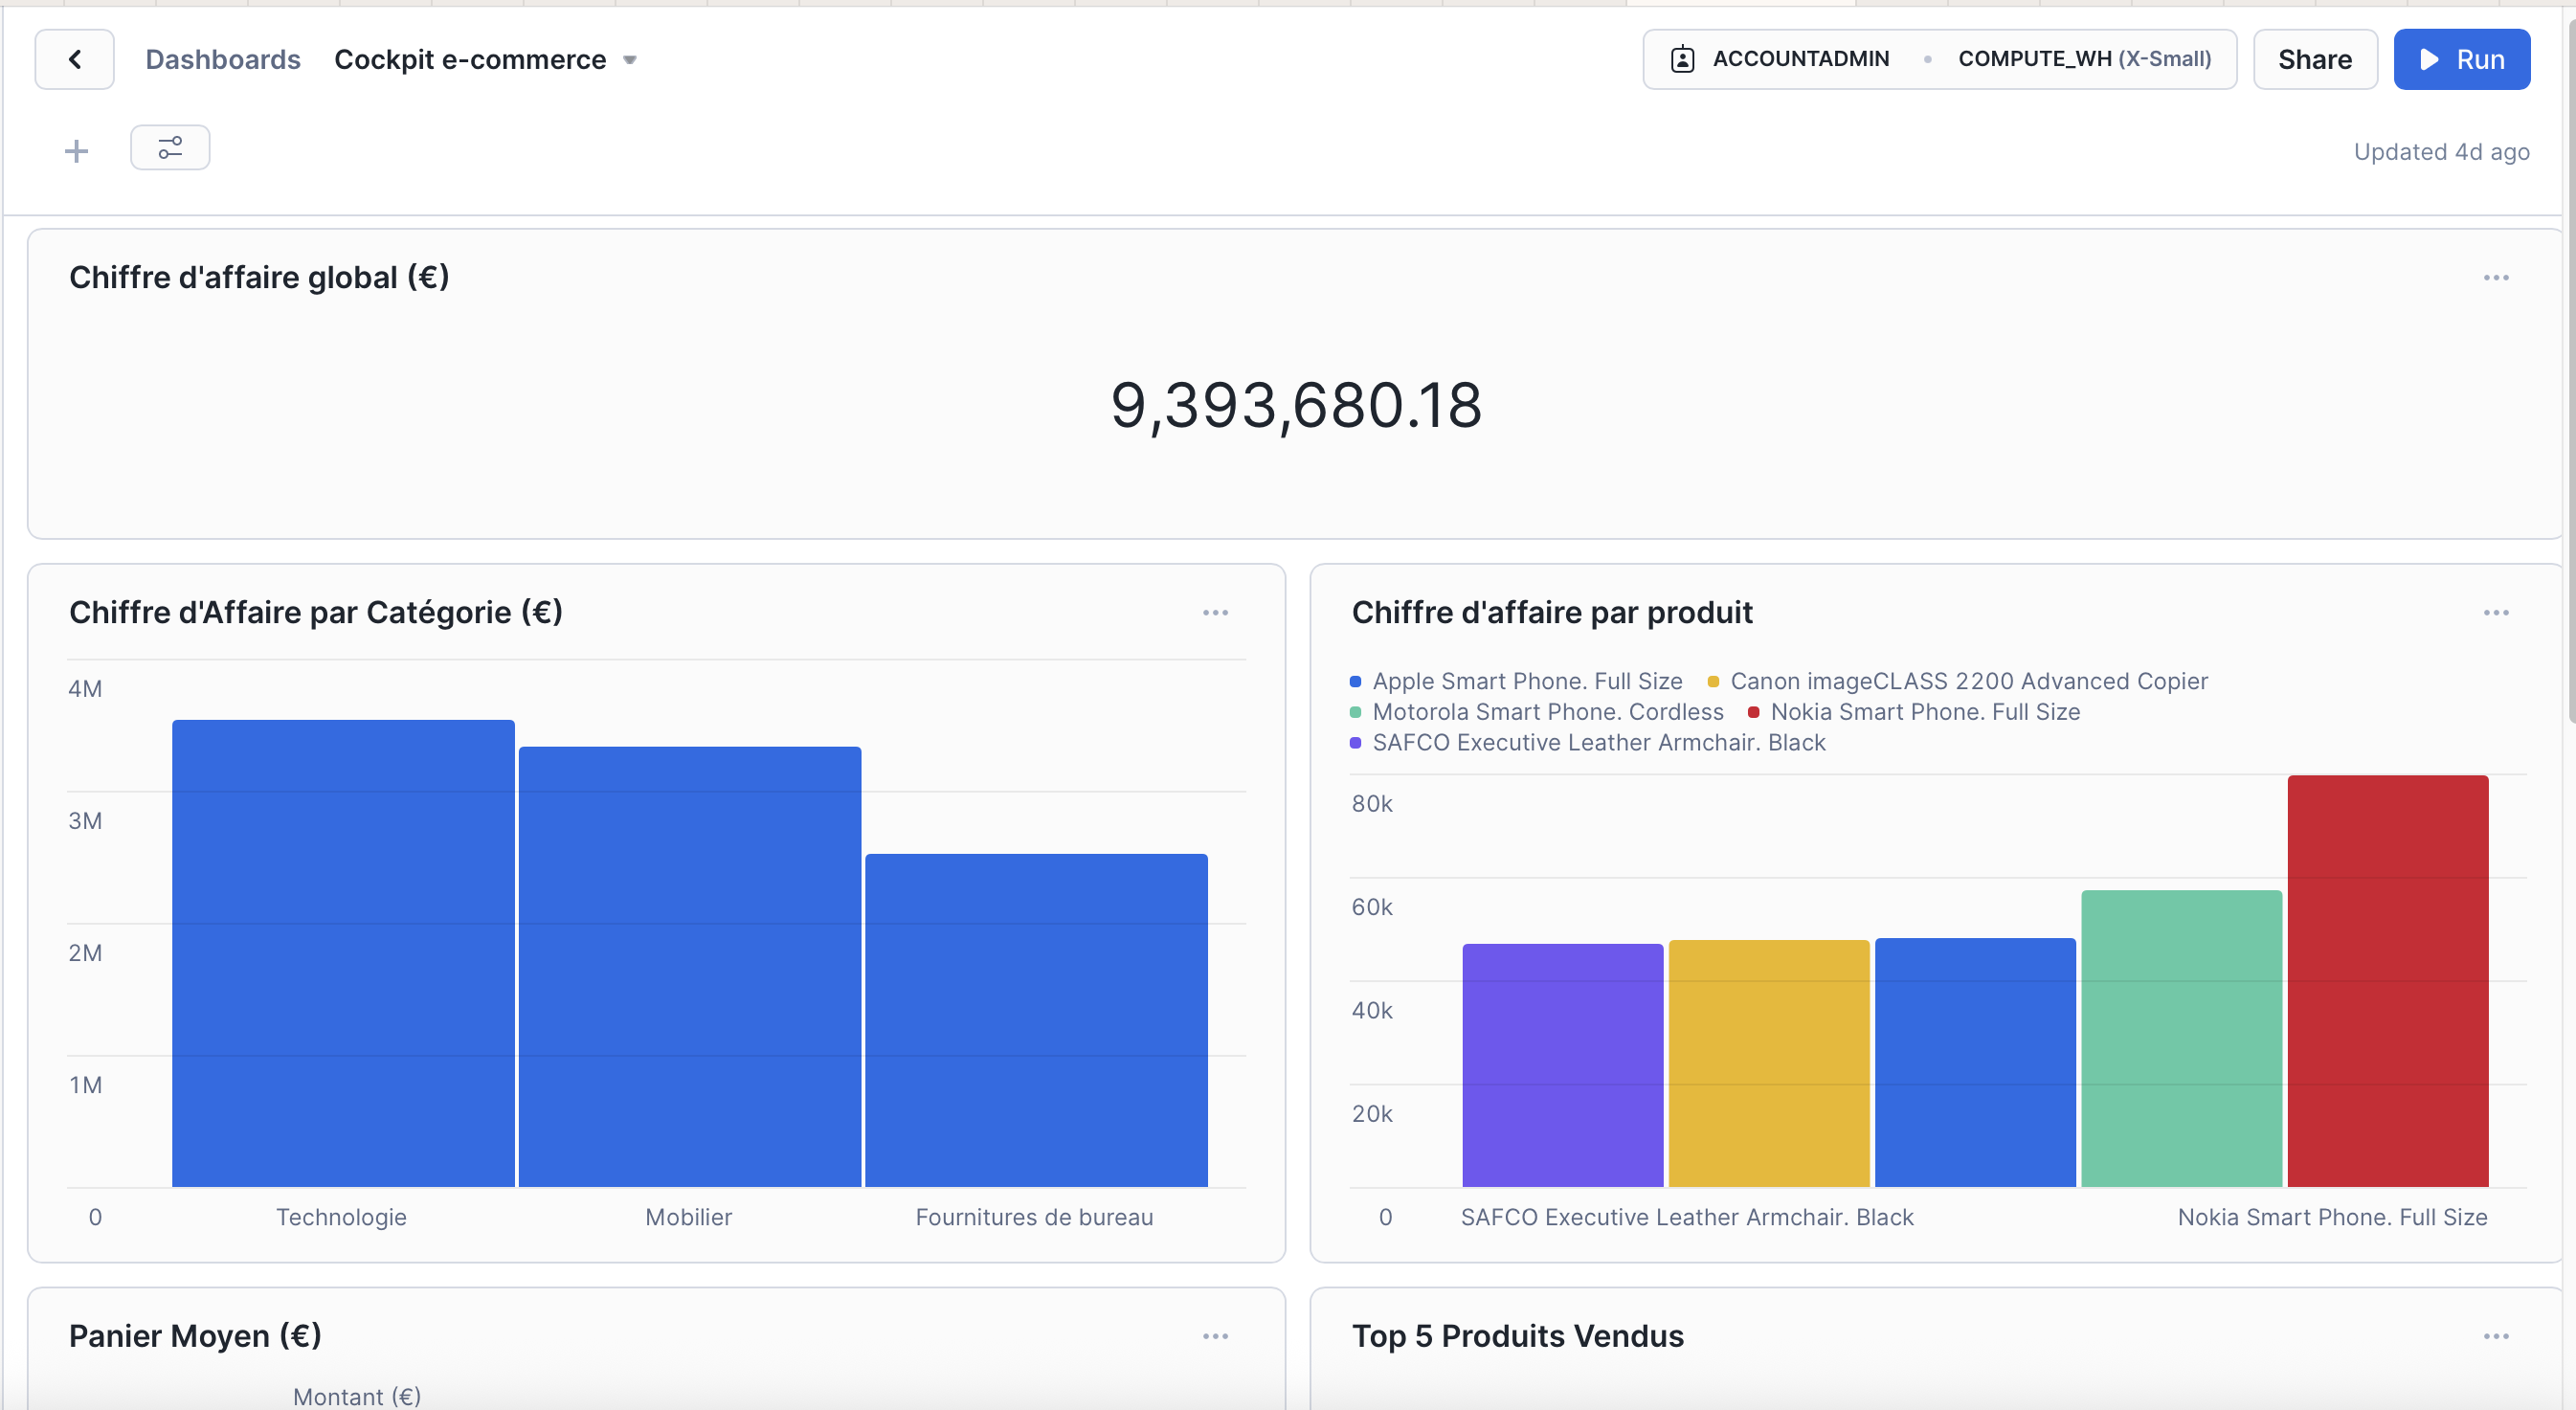 Dashboards Cockpit e-commerce
ACCOUNTADMIN • COMPUTE_WH (X-Small)
Share
Run
Updated 4d ago
Chiffre d'affaire global (€)
9,393,680.18
Chiffre d'Affaire par Catégorie (€)
4M
3M
2M
1M
0
Technologie
Mobilier
Fournitures de bureau
Chiffre d'affaire par produit
Apple Smart Phone. Full Size
Canon imageCLASS 2200 Advanced Copier
Motorola Smart Phone. Cordless
Nokia Smart Phone. Full Size
SAFCO Executive Leather Armchair. Black
80k
60k
40k
20k
0
SAFCO Executive Leather Armchair. Black
Nokia Smart Phone. Full Size
Panier Moyen (€)
Montant (€)
Top 5 Produits Vendus